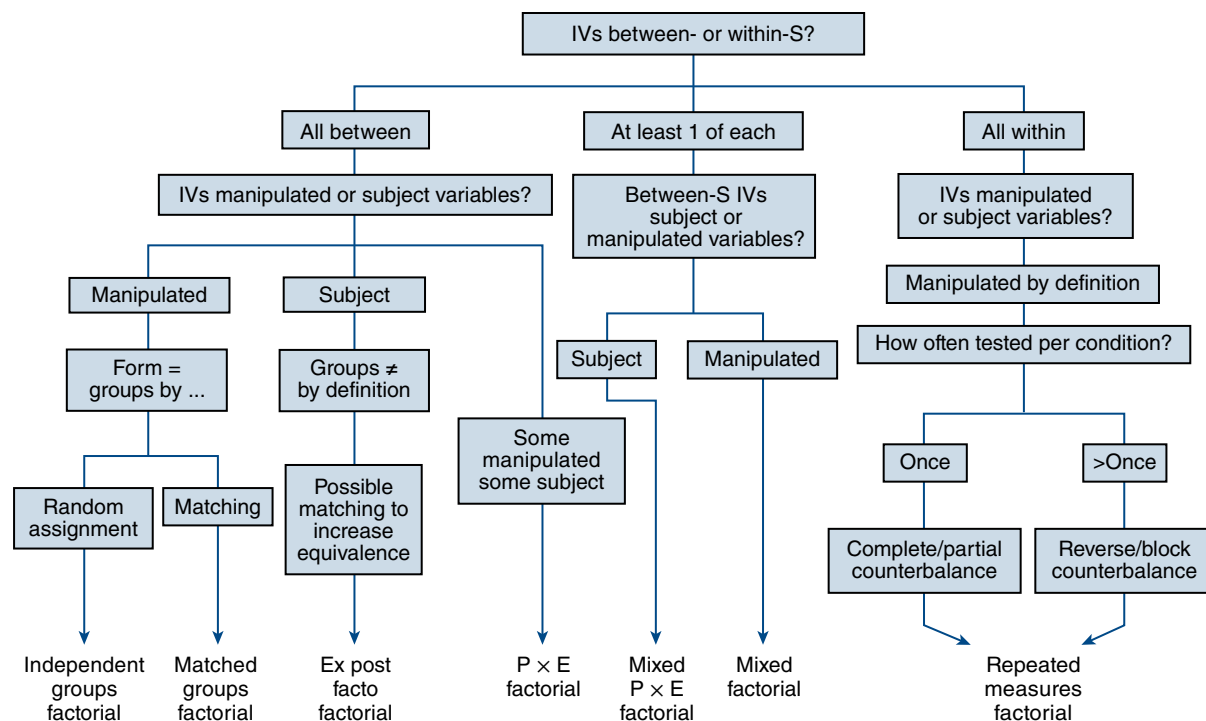 IVs between- or within-S?
All between
At least 1 of each
All within
IVs manipulated or subject variables?
Between-S IVs
subject or
manipulated variables?
IVs manipulated
or subject variables?
Manipulated
Subject
Manipulated by definition
Subject
Manipulated
How often tested per condition?
Form =
groups by ...
Groups ≠
by definition
Some
manipulated
some subject
Once
>Once
Random
assignment
Matching
Possible
matching to
increase
equivalence
Complete/partial
counterbalance
Reverse/block
counterbalance
Independent
groups
factorial
Matched
groups
factorial
Ex post
facto
factorial
P × E
factorial
Mixed
P × E
factorial
Mixed
factorial
Repeated
measures
factorial